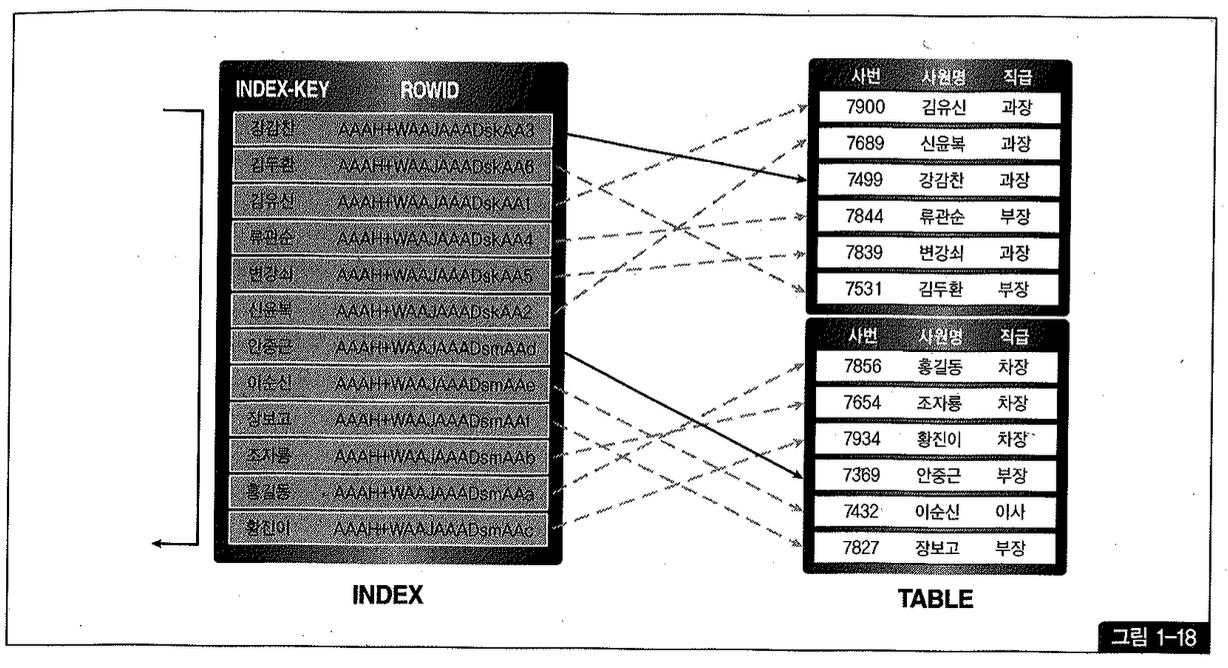 INDEX-KEY ROWID
강감찬 AAAH+WAAJAAADskAA3
김두환 AAAH+WAAJAAADskAA6
김유신 AAAH+WAAJAAADskAA1
류관순 AAAH+WAAJAAADskAA4
변강쇠 AAAH+WAAJAAADskAA5
신윤복 AAAH+WAAJAAADskAA2
안중근 AAAH+WAAJAAADsmAAd
이순신 AAAH+WAAJAAADsmAAe
장보고 AAAH+WAAJAAADsmAAf
조자룡 AAAH+WAAJAAADsmAAb
홍길동 AAAH+WAAJAAADsmAAa
황진이 AAAH+WAAJAAADsmAAc
INDEX
사번 사원명 직급
7900 김유신 과장
7689 신윤복 과장
7499 강감찬 과장
7844 류관순 부장
7839 변강쇠 과장
7531 김두환 부장
사번 사원명 직급
7856 홍길동 차장
7654 조자룡 차장
7934 황진이 차장
7369 안중근 부장
7432 이순신 이사
7827 장보고 부장
TABLE
그림 1-18